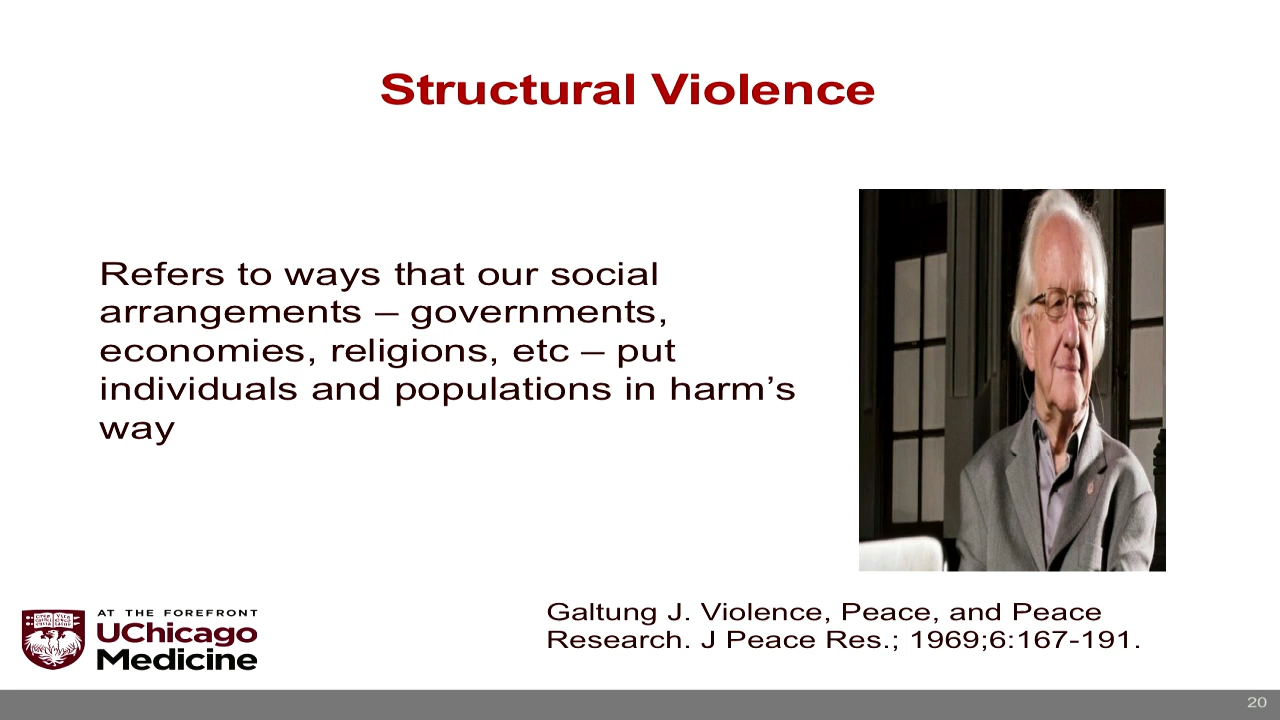 Structural Violence
Refers to ways that our social
arrangements – governments,
economies, religions, etc – put
individuals and populations in harm’s
way
Galtung J. Violence, Peace, and Peace
Research. J Peace Res.; 1969;6:167-191.
AT THE FOREFRONT
UChicago
Medicine
20